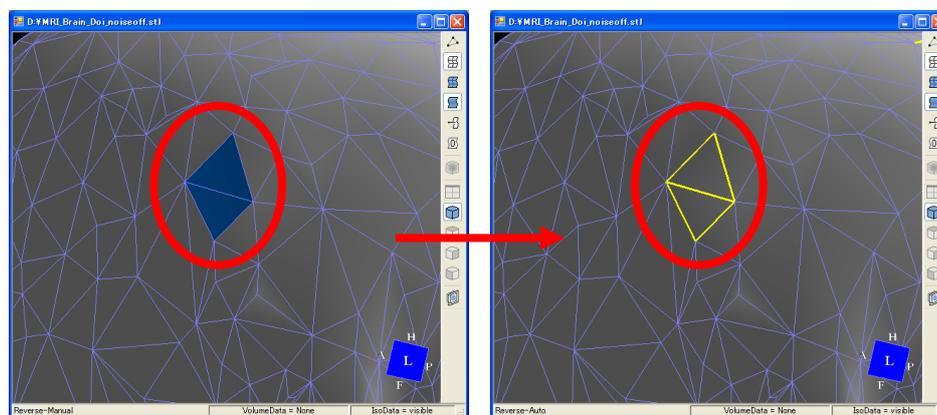 D:¥MRI_Brain_Doi_noiseoff.stl
H
A
L
P
F
Reverse-Manual
VolumeData = None
IsoData = visible
D:¥MRI_Brain_Doi_noiseoff.stl
H
A
L
P
F
Reverse-Auto
VolumeData = None
IsoData = visible